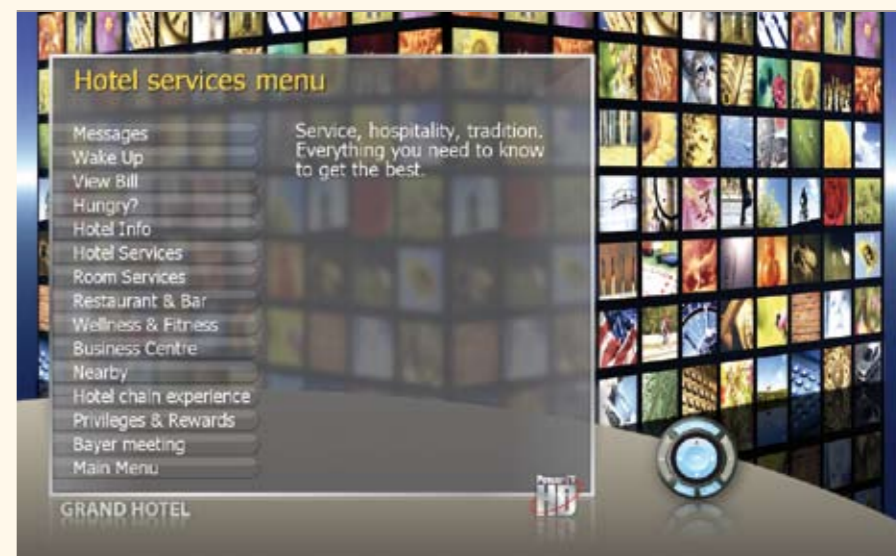 Hotel services menu
Messages
Wake Up
View Bill
Hungry?
Hotel Info
Hotel Services
Room Services
Restaurant & Bar
Wellness & Fitness
Business Centre
Nearby
Hotel chain experience
Privileges & Rewards
Bayer meeting
Main Menu
Service, hospitality, tradition.
Everything you need to know
to get the best.
HD
GRAND HOTEL